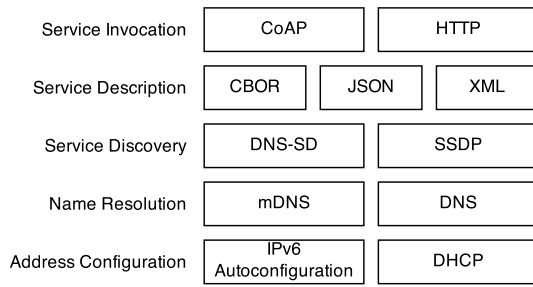 Service Invocation CoAP HTTP
Service Description CBOR JSON XML
Service Discovery DNS-SD SSDP
Name Resolution mDNS DNS
Address Configuration IPv6 Autoconfiguration DHCP